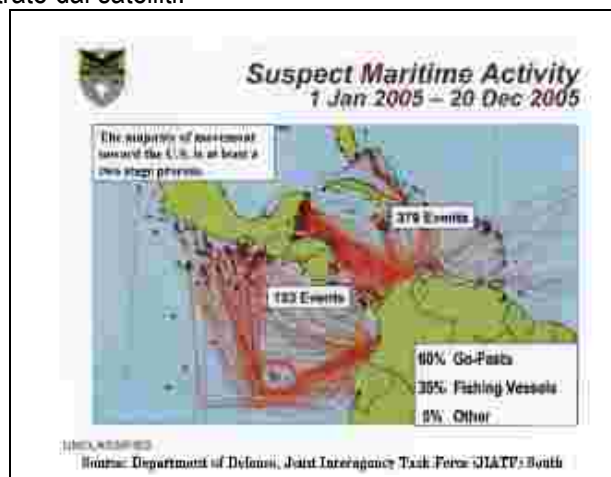 dai satelliti
Suspect Maritime Activity
1 Jan 2005 – 20 Dec 2005
The majority of movement
toward the U.S. is at least a
two stage process
379 Events
183 Events
60% Go-Fasts
35% Fishing Vessels
5% Other
UNCLASSIFIED
Source: Department of Defense, Joint Interagency Task Force (JIATF) South